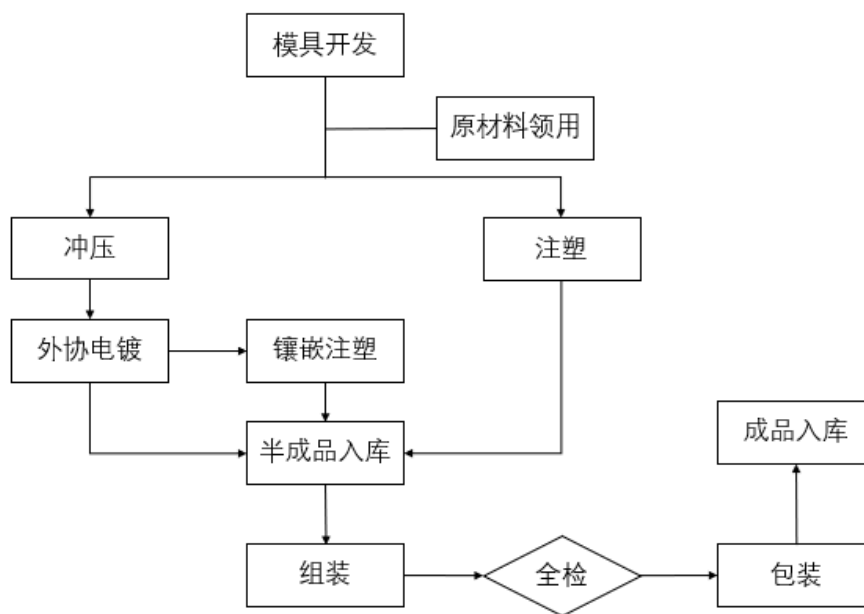 模具开发
原材料领用
冲压
注塑
外协电镀
镶嵌注塑
半成品入库
成品入库
组装
全检
包装